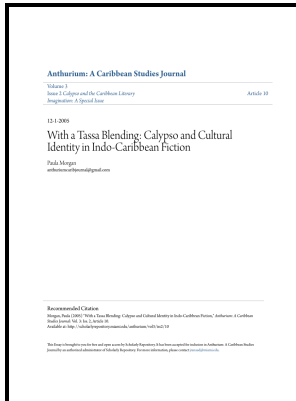 Anthurium: A Caribbean Studies Journal
Volume 3
Issue 2 Calypso and the Caribbean Literary
Imagination: A Special Issue
Article 10
12-1-2005
With a Tassa Blending: Calypso and Cultural
Identity in Indo-Caribbean Fiction
Paula Morgan
anthuriumcaribjournal@gmail.com
Recommended Citation
Morgan, Paula (2005) "With a Tassa Blending: Calypso and Cultural Identity in Indo-Caribbean Fiction," Anthurium: A Caribbean
Studies Journal: Vol. 3: Iss. 2, Article 10.
Available at: http://scholarlyrepository.miami.edu/anthurium/vol3/iss2/10
This Essay is brought to you for free and open access by Scholarly Repository. It has been accepted for inclusion in Anthurium: A Caribbean Studies
Journal by an authorized administrator of Scholarly Repository. For more information, please contact